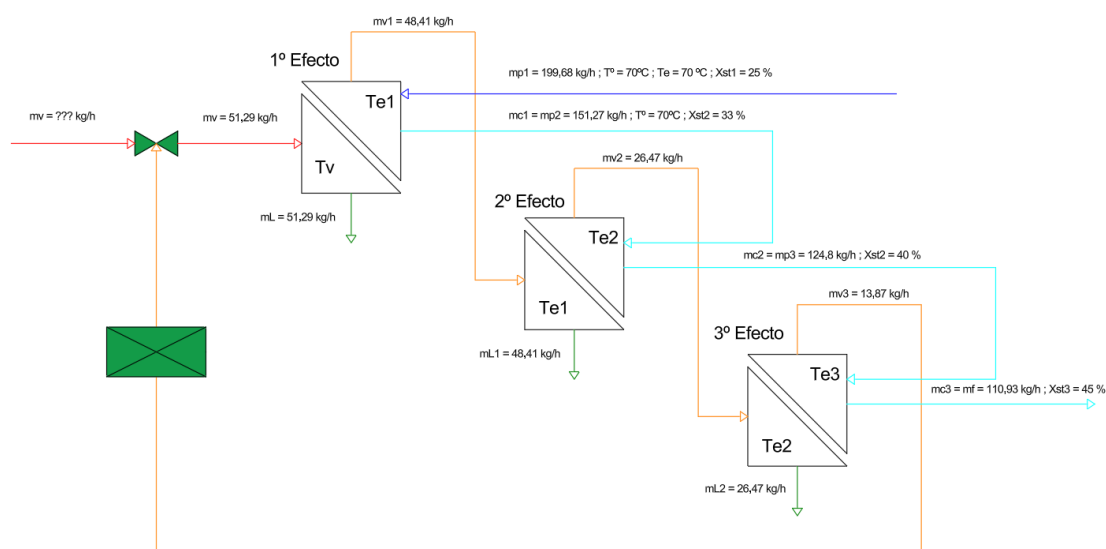 mv1 = 48,41 kg/h
1º Efecto
mp1 = 199,68 kg/h ; Tº = 70ºC ; Te = 70 ºC ; Xst1 = 25 %
Te1
mv = ??? kg/h
mv = 51,29 kg/h
mc1 = mp2 = 151,27 kg/h ; Tº = 70ºC ; Xst2 = 33 %
Tv
mv2 = 26,47 kg/h
2º Efecto
mL = 51,29 kg/h
Te2
mc2 = mp3 = 124,8 kg/h ; Xst2 = 40 %
Te1
mv3 = 13,87 kg/h
3º Efecto
mL1 = 48,41 kg/h
Te3
mc3 = mf = 110,93 kg/h ; Xst3 = 45 %
Te2
mL2 = 26,47 kg/h